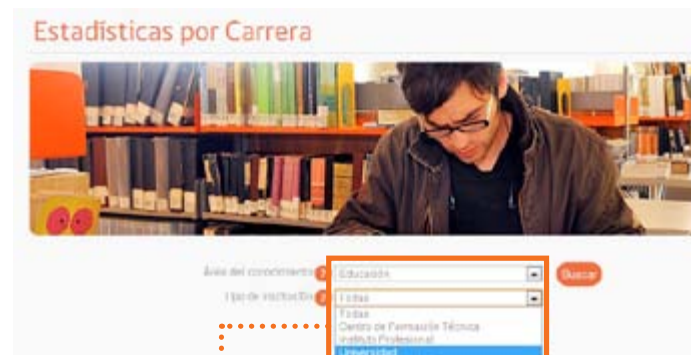 Estadísticas por Carrera
Área del conocimiento ? Educación Buscar
Tipo de institución ? Todas
Todas
Centro de Formación Técnica
Instituto Profesional
Universidad